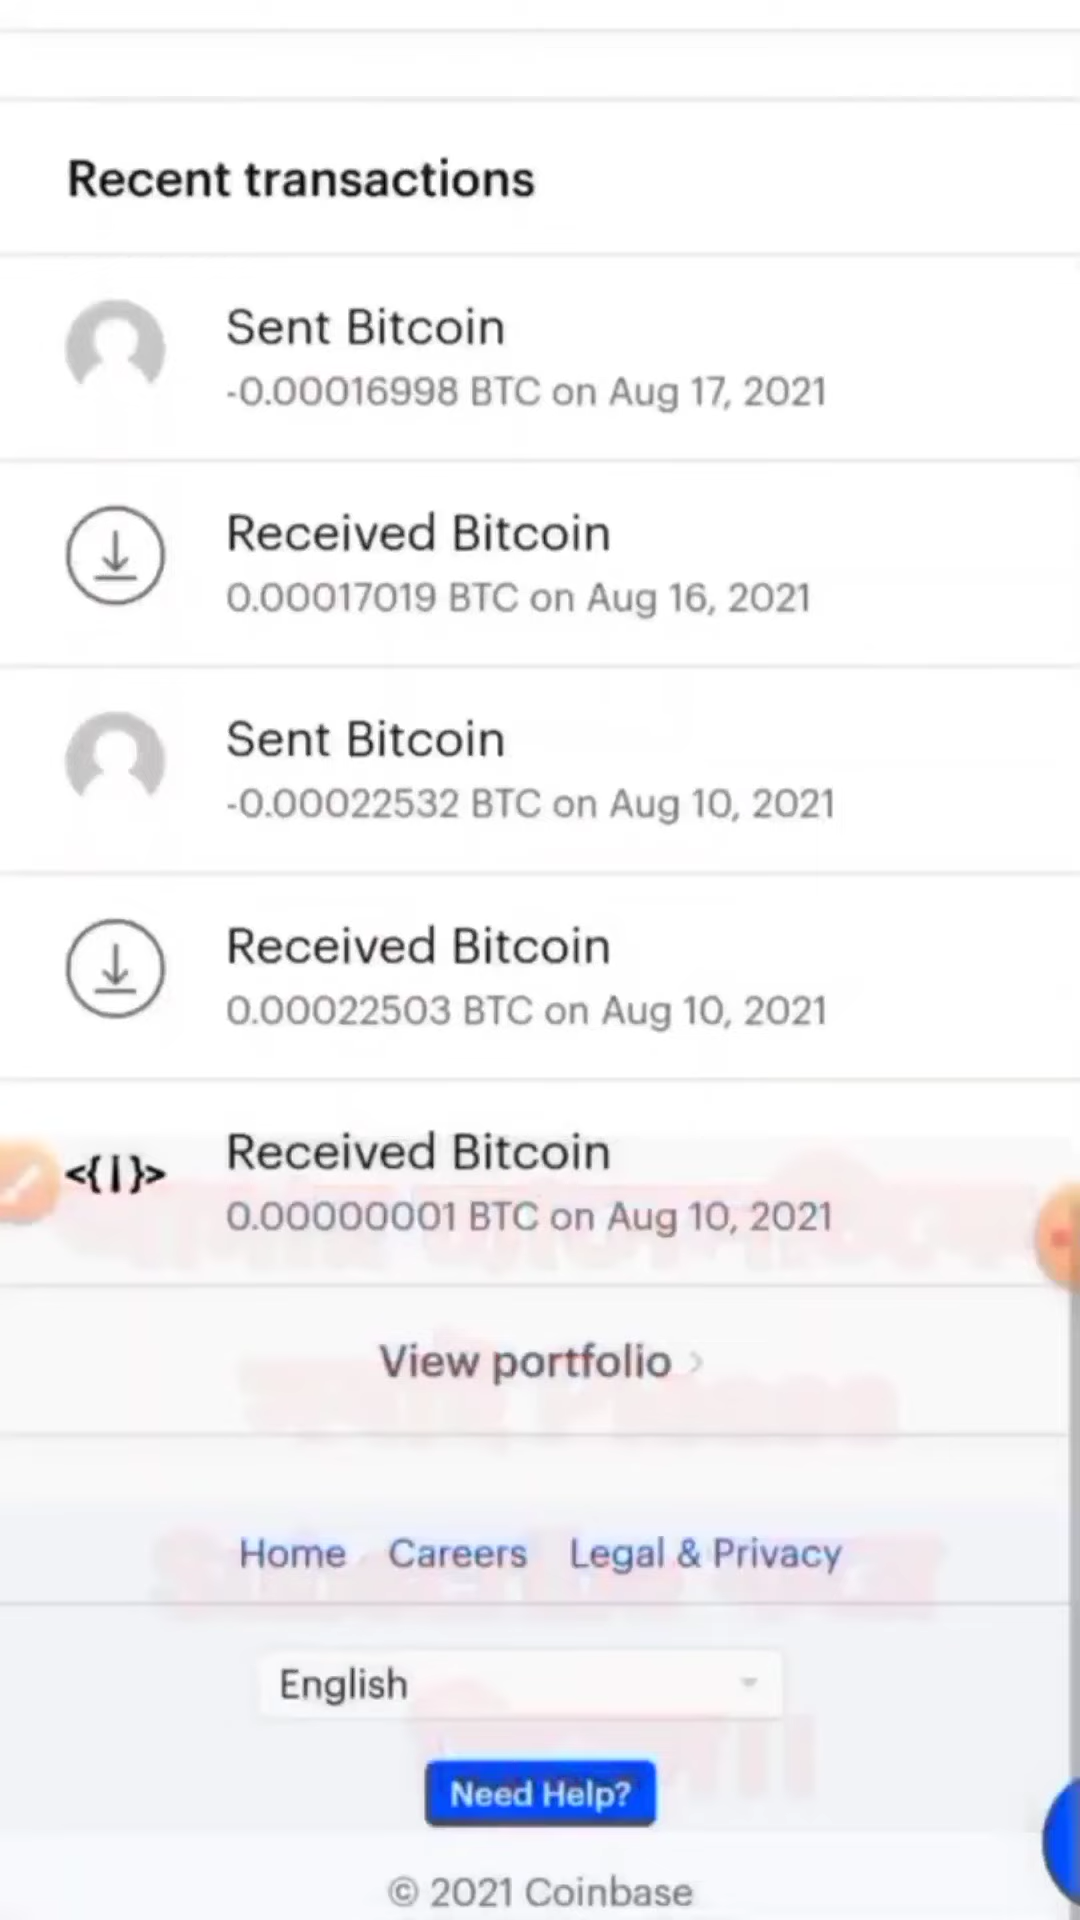 Recent transactions
Sent Bitcoin
-0.00016998 BTC on Aug 17, 2021
Received Bitcoin
0.00017019 BTC on Aug 16, 2021
Sent Bitcoin
-0.00022532 BTC on Aug 10, 2021
Received Bitcoin
0.00022503 BTC on Aug 10, 2021
<{|}>
Received Bitcoin
0.00000001 BTC on Aug 10, 2021
View portfolio >
Home Careers Legal & Privacy
English
Need Help?
© 2021 Coinbase